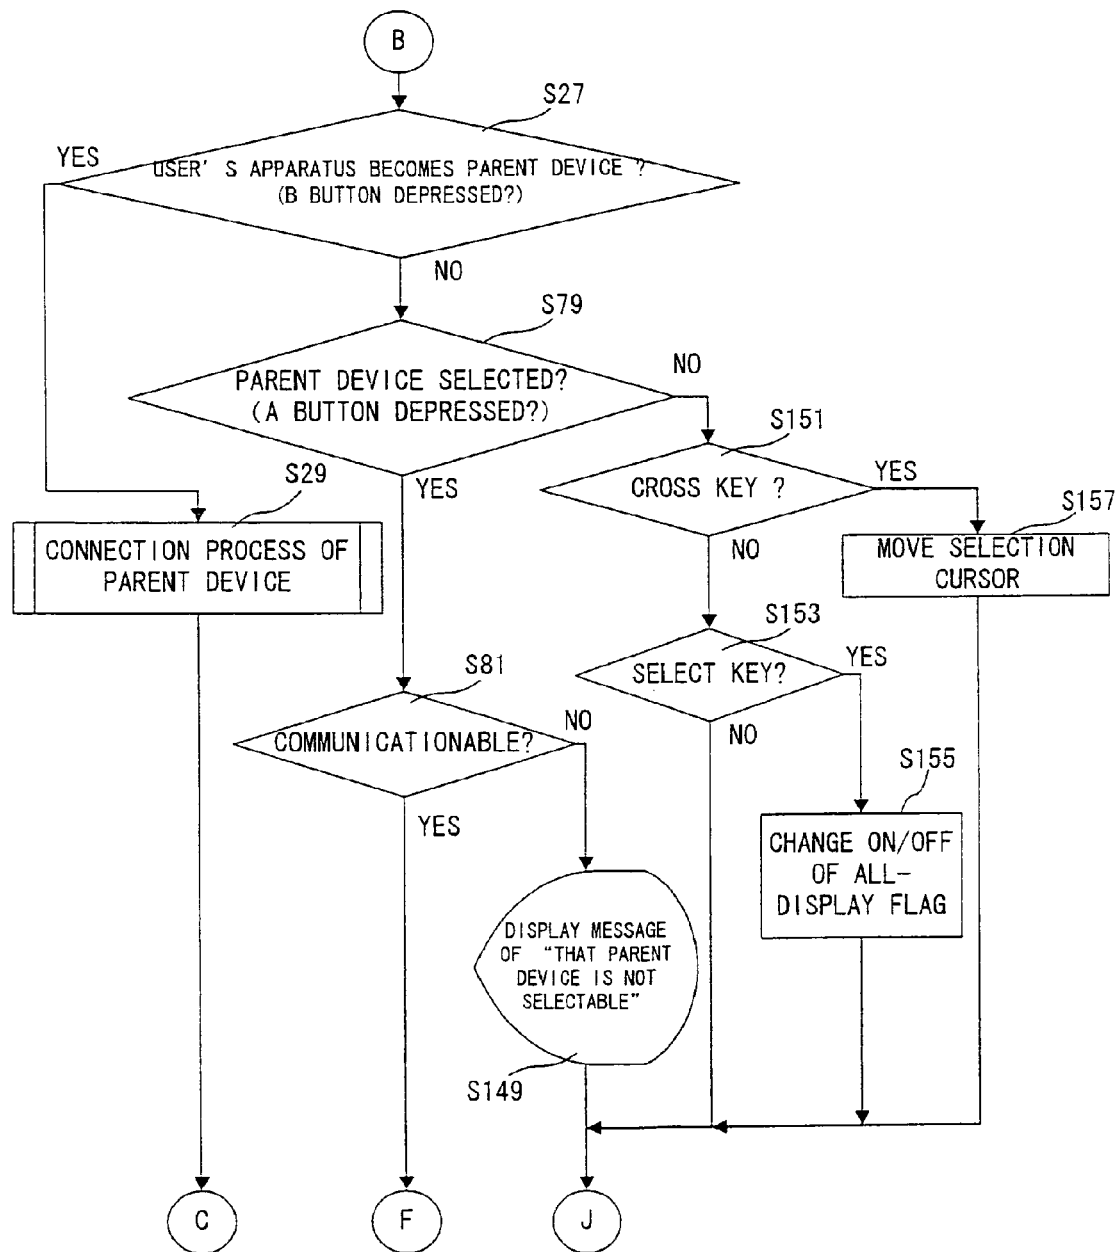 B
S27
YES
USER'S APPARATUS BECOMES PARENT DEVICE ?
(B BUTTON DEPRESSED?)
NO
S79
PARENT DEVICE SELECTED?
(A BUTTON DEPRESSED?)
NO
YES
S151
CROSS KEY ?
YES
NO
S29
CONNECTION PROCESS OF
PARENT DEVICE
S157
MOVE SELECTION
CURSOR
S153
SELECT KEY?
YES
NO
S81
COMMUNICATIONABLE?
NO
YES
S155
CHANGE ON/OFF
OF ALL-
DISPLAY FLAG
DISPLAY MESSAGE
OF "THAT PARENT
DEVICE IS NOT
SELECTABLE"
S149
C
F
J